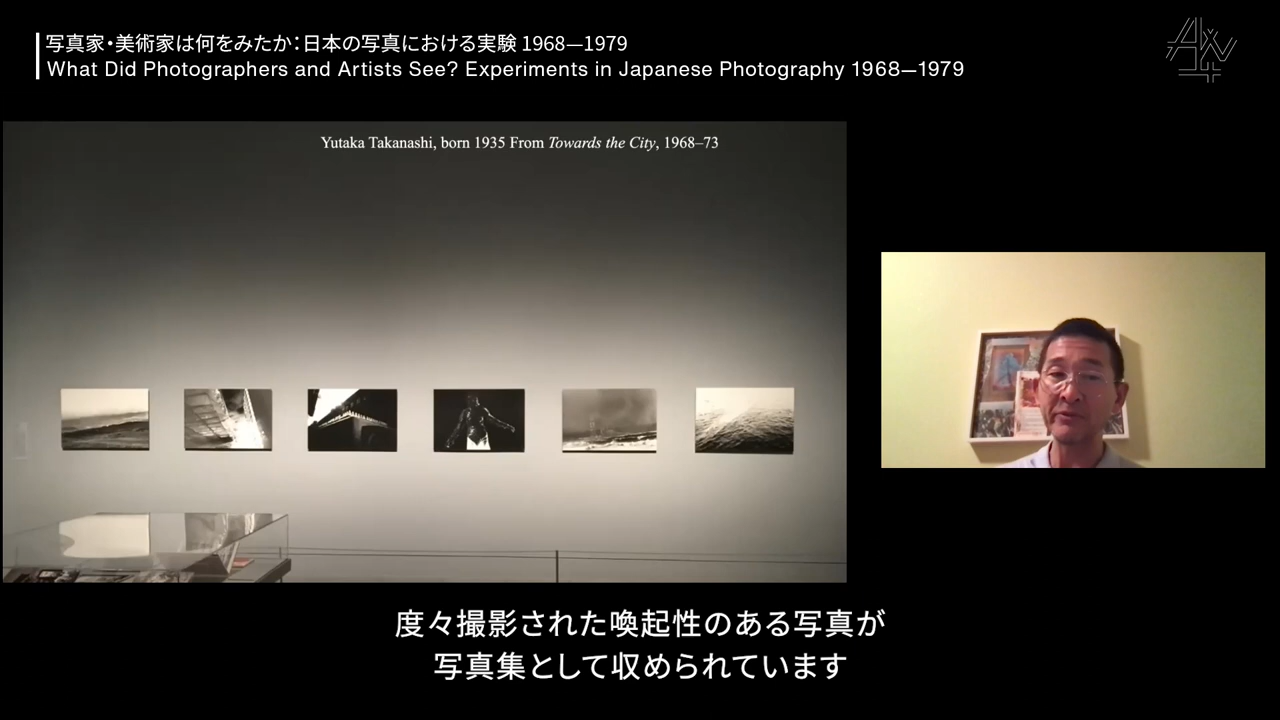 写真家・美術家は何をみたか：日本の写真における実験 1968—1979
What Did Photographers and Artists See? Experiments in Japanese Photography 1968—1979
Yutaka Takanashi, born 1935 From Towards the City, 1968–73
度々撮影された喚起性のある写真が
写真集として収められています